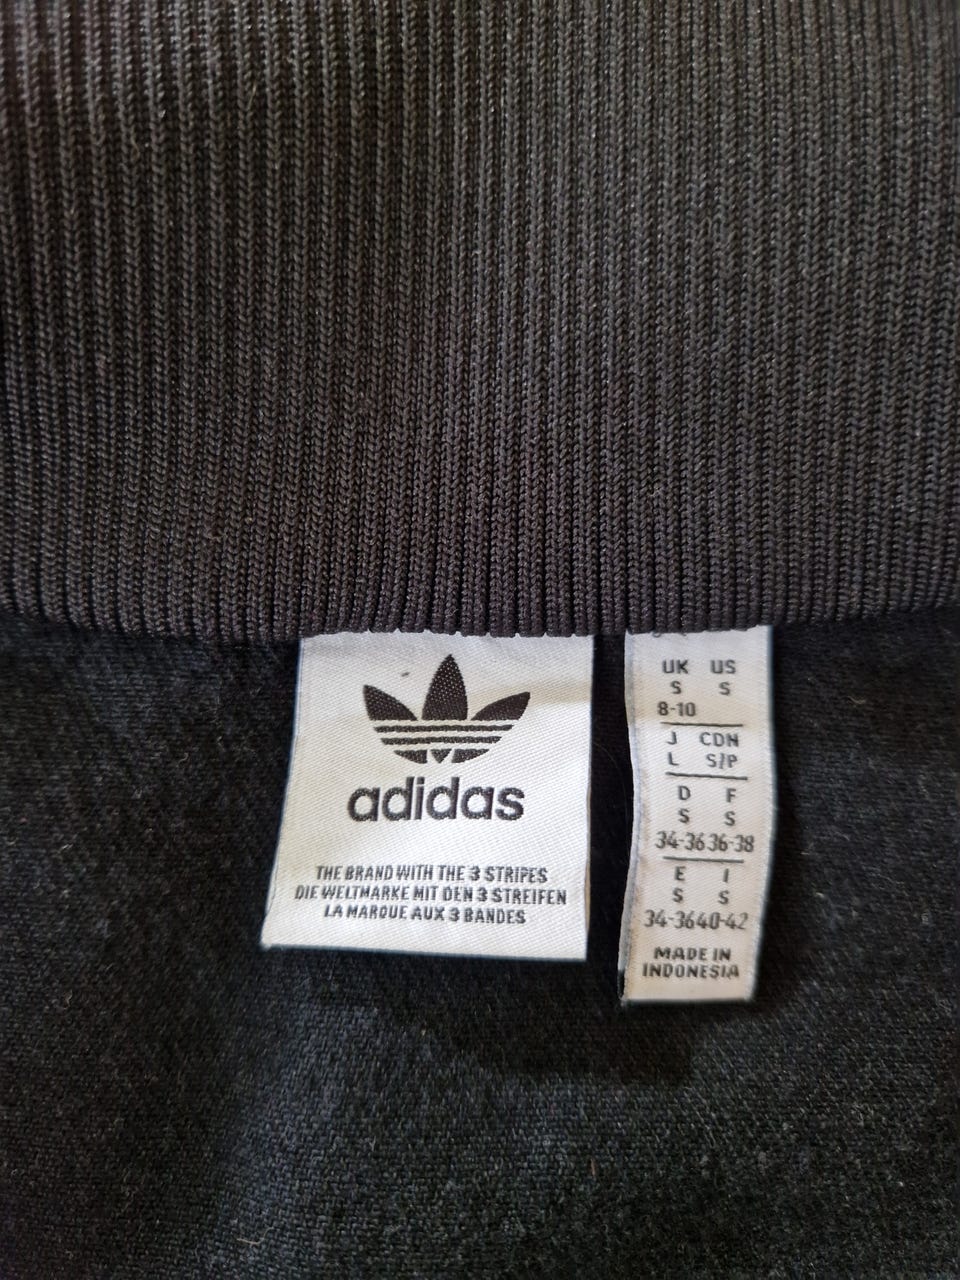 adidas
THE BRAND WITH THE 3 STRIPES
DIE WELTMARKE MIT DEN 3 STREIFEN
LA MARQUE AUX 3 BANDES
UK US
S S
8-10
J CDN
L S/P
D F
S S
34-36 36-38
E I
S S
34-36 40-42
MADE IN
INDONESIA